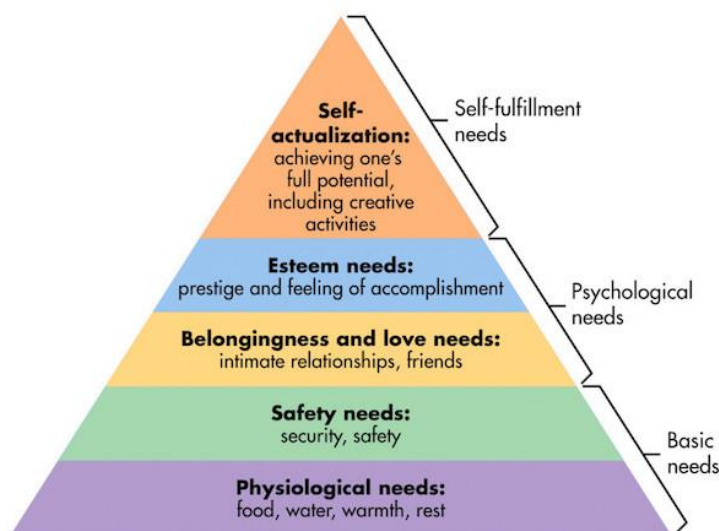 Self-
actualization:
achieving one's
full potential,
including creative
activities
Self-fulfillment
needs
Esteem needs:
prestige and feeling of accomplishment
Psychological
needs
Belongingness and love needs:
intimate relationships, friends
Safety needs:
security, safety
Basic
needs
Physiological needs:
food, water, warmth, rest